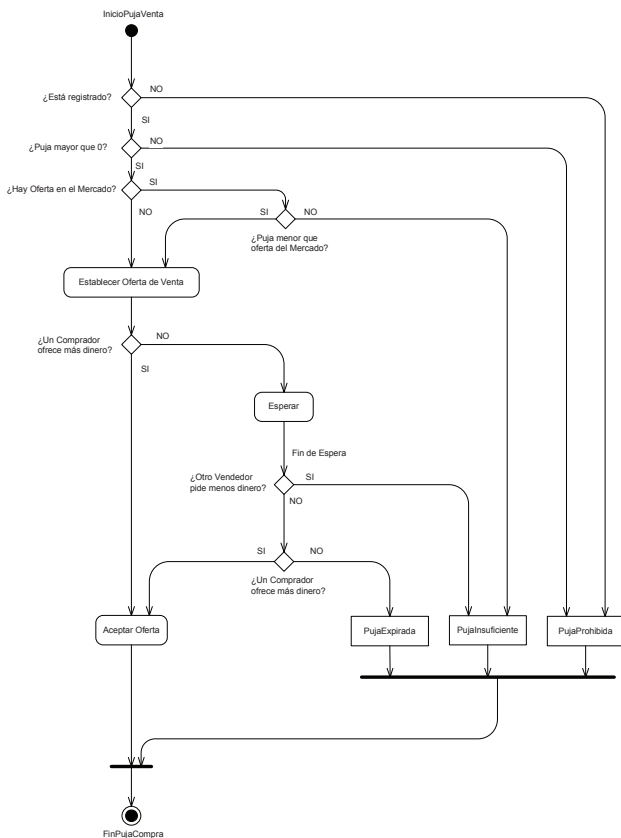 InicioPujaVenta
¿Está registrado?
NO
SI
¿Puja mayor que 0?
NO
SI
¿Hay Oferta en el Mercado?
SI
NO
SI
NO
¿Puja menor que
oferta del Mercado?
Establecer Oferta de Venta
¿Un Comprador
ofrece más dinero?
NO
SI
Esperar
Fin de Espera
¿Otro Vendedor
pide menos dinero?
SI
NO
SI
NO
¿Un Comprador
ofrece más dinero?
Aceptar Oferta
PujaExpirada
PujaInsuficiente
PujaProhibida
FinPujaCompra